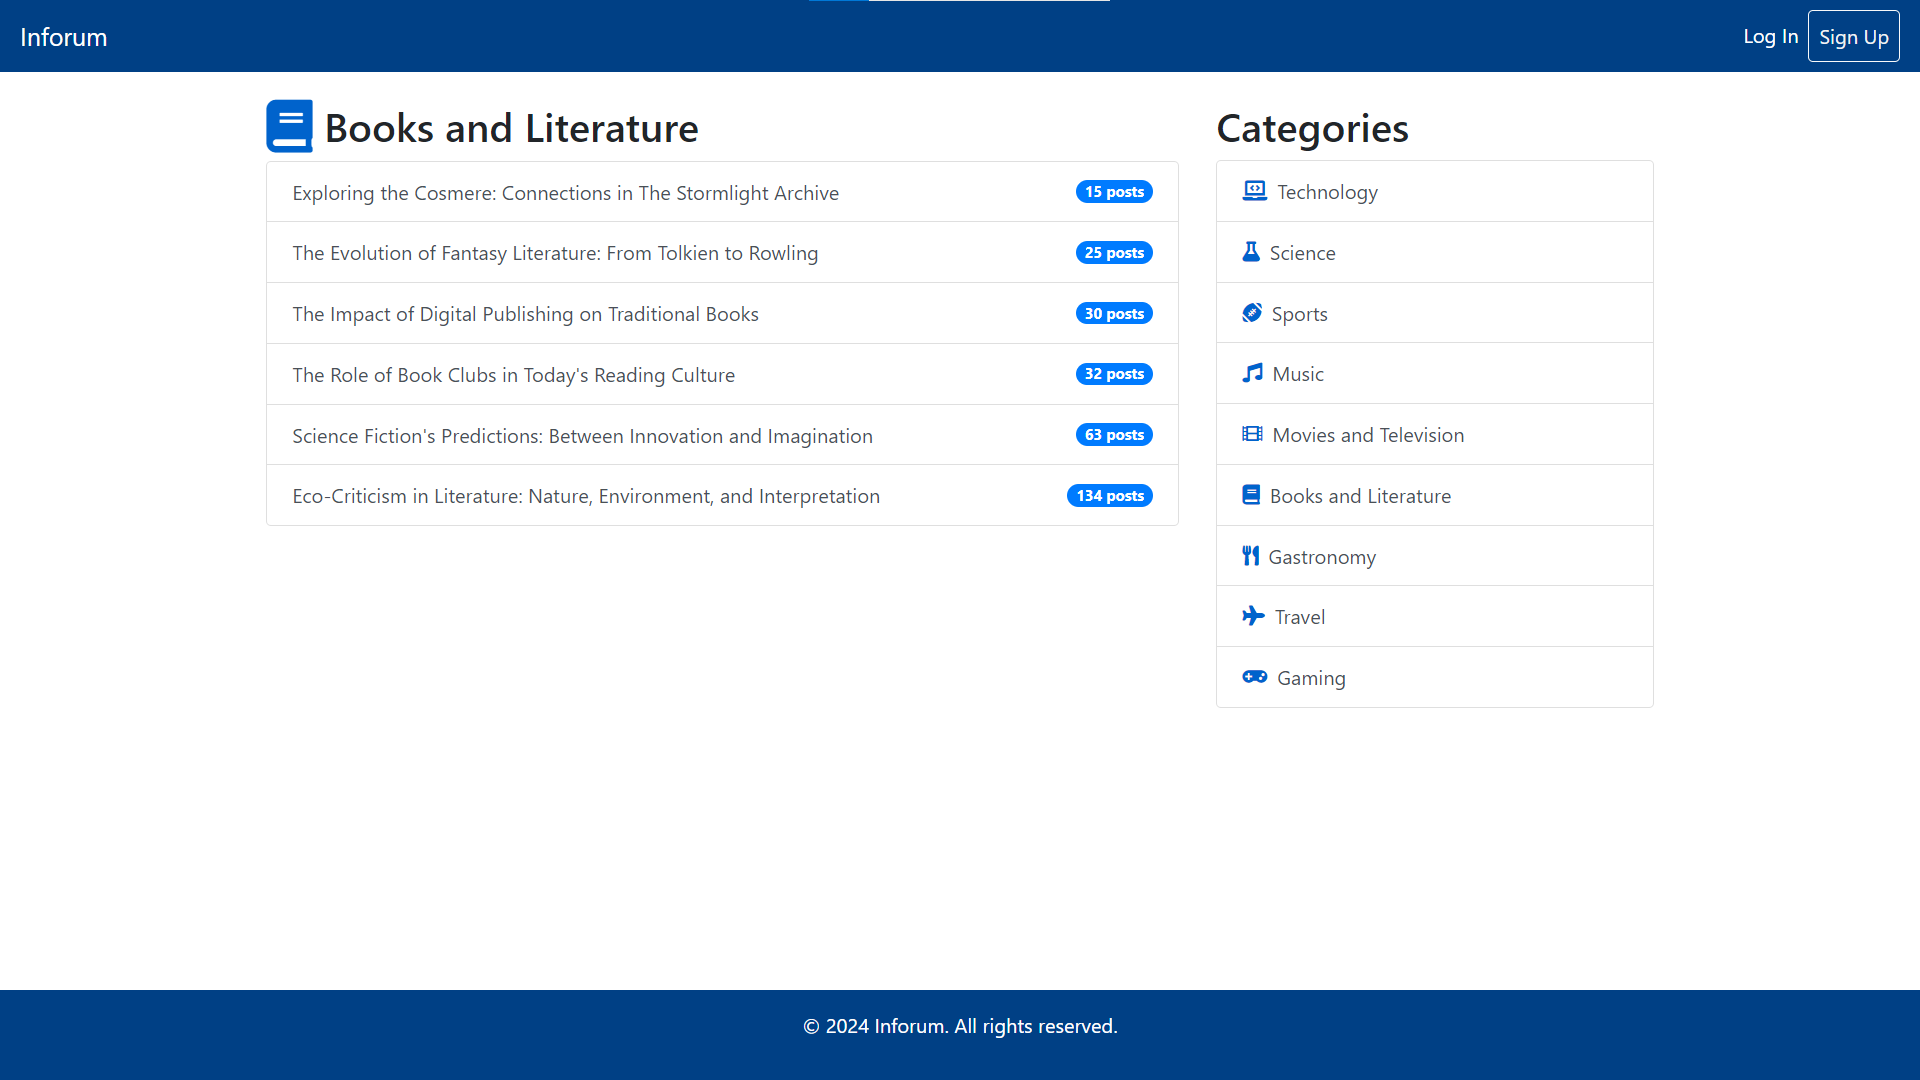 Inforum
Log In
Sign Up
Books and Literature
Exploring the Cosmere: Connections in The Stormlight Archive
15 posts
The Evolution of Fantasy Literature: From Tolkien to Rowling
25 posts
The Impact of Digital Publishing on Traditional Books
30 posts
The Role of Book Clubs in Today's Reading Culture
32 posts
Science Fiction's Predictions: Between Innovation and Imagination
63 posts
Eco-Criticism in Literature: Nature, Environment, and Interpretation
134 posts
Categories
Technology
Science
Sports
Music
Movies and Television
Books and Literature
Gastronomy
Travel
Gaming
© 2024 Inforum. All rights reserved.